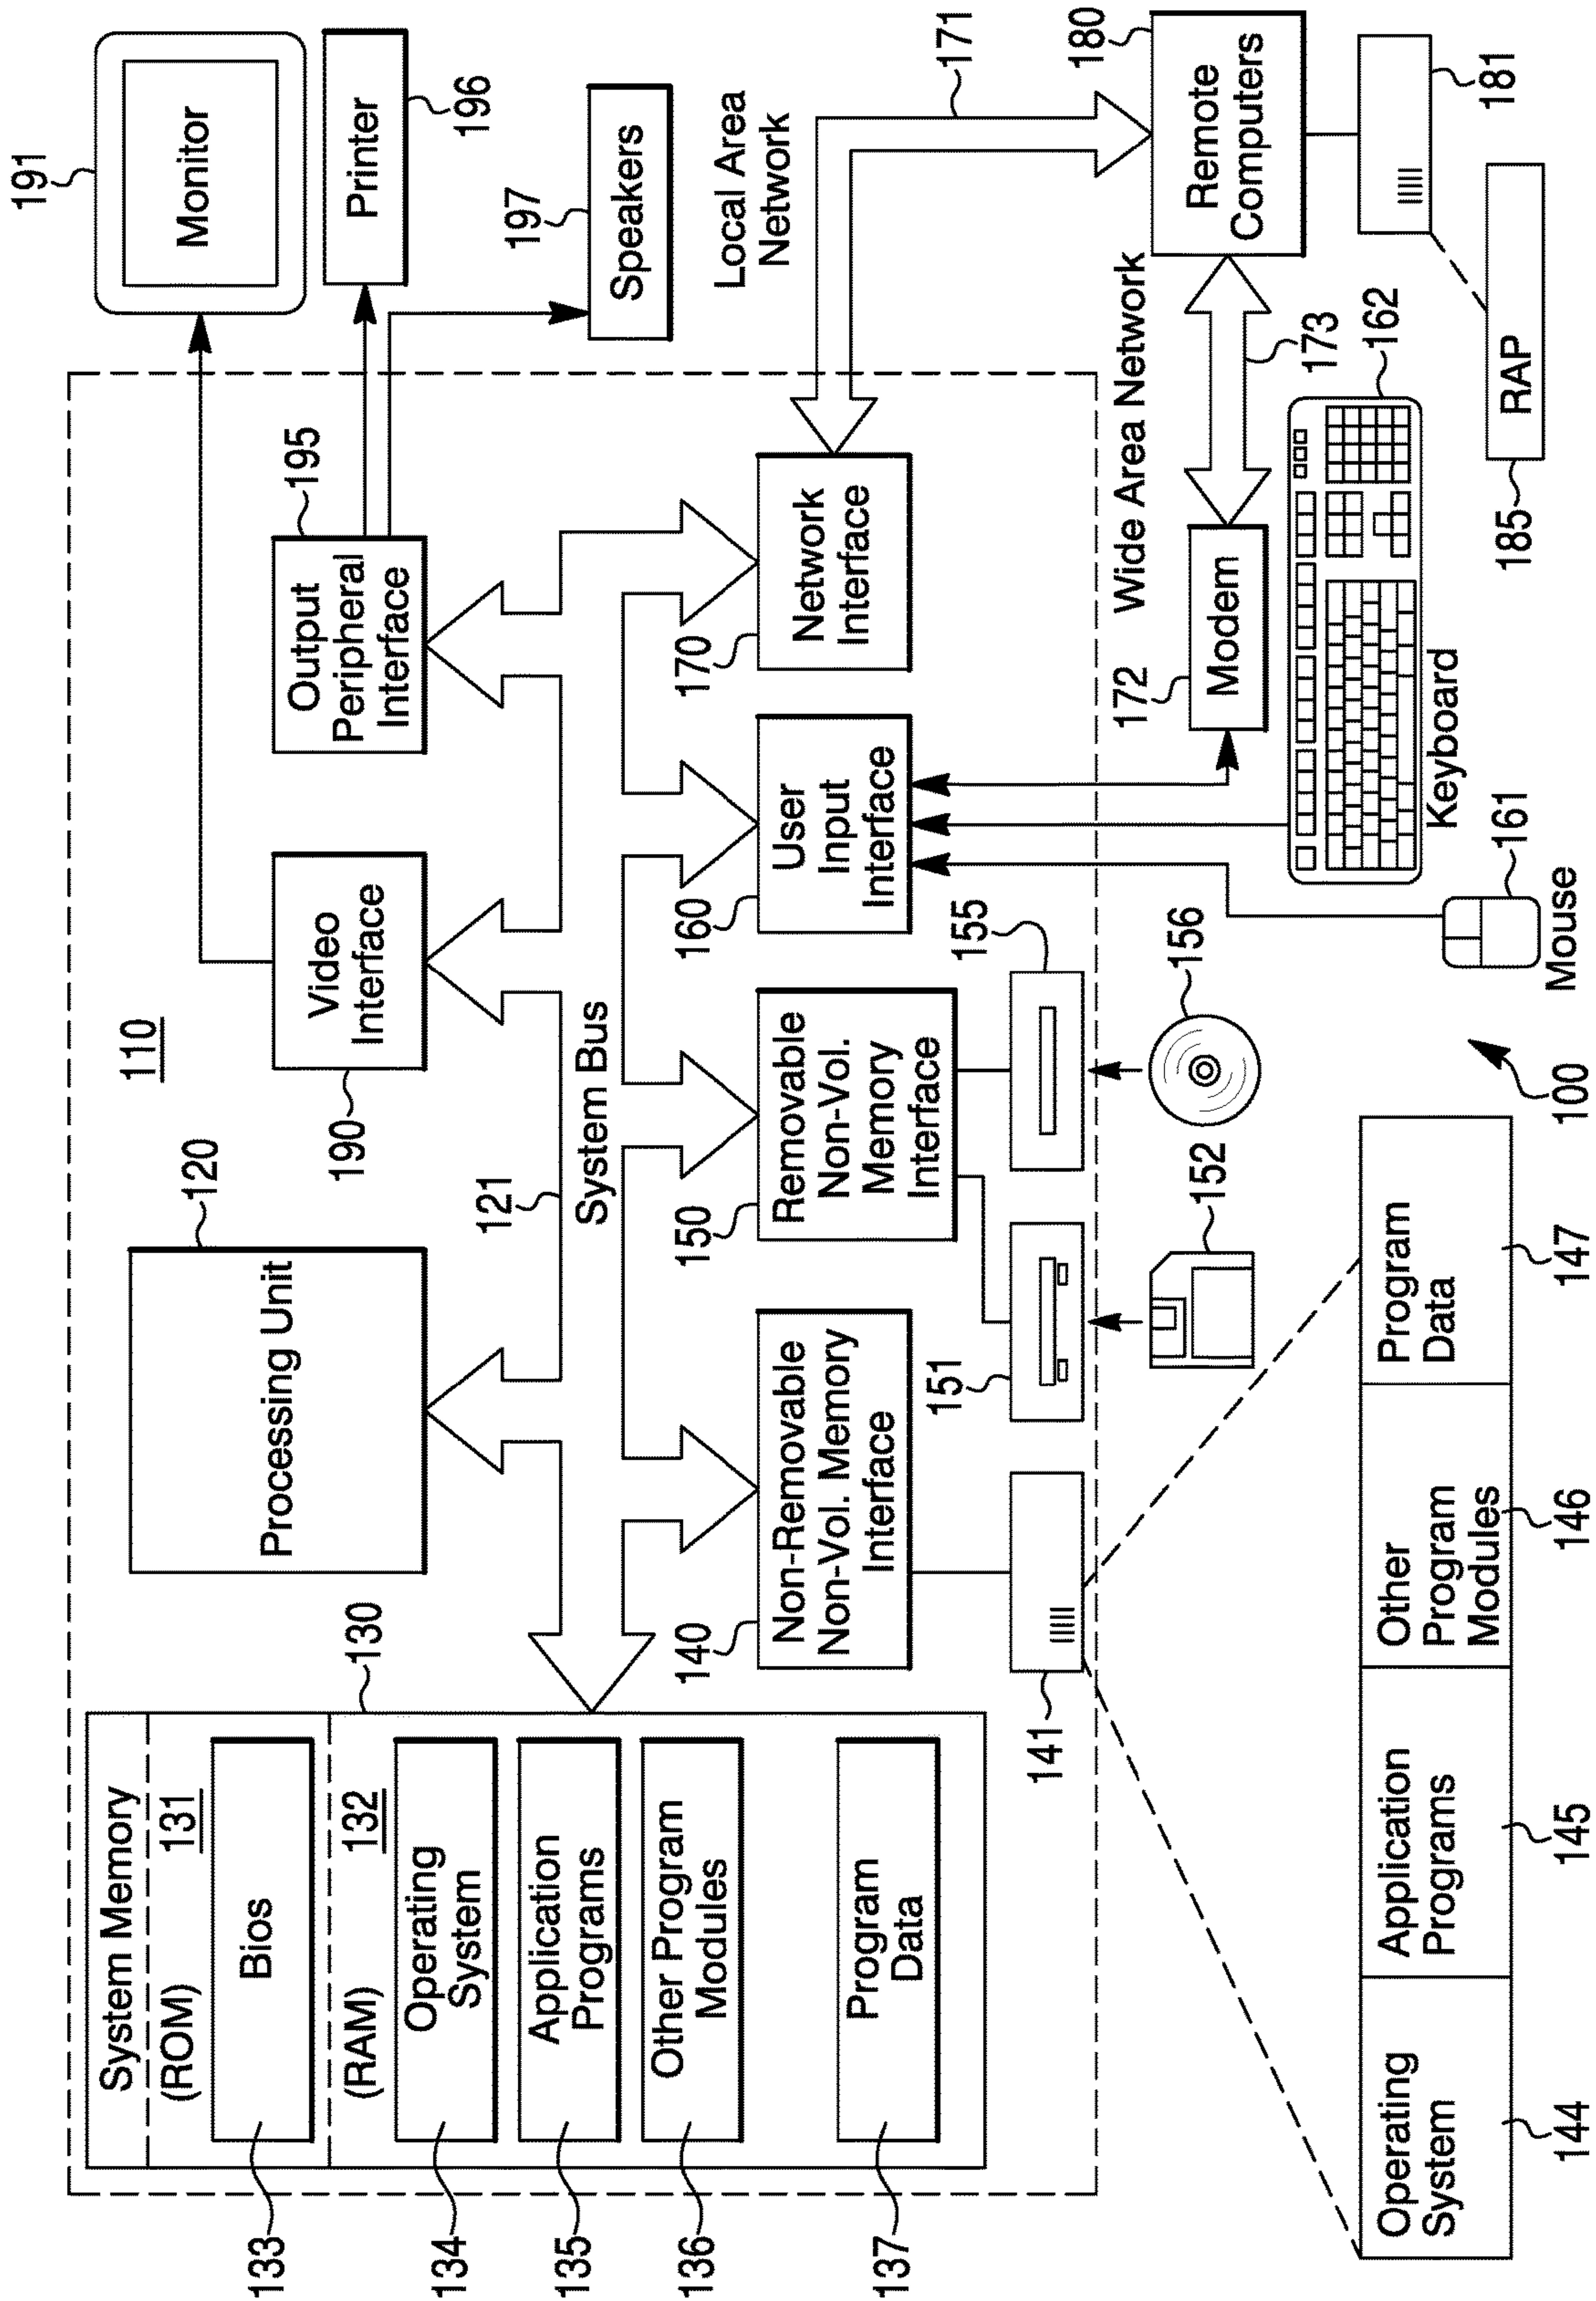 System Memory
(ROM) 131
Bios
133
(RAM) 132
Operating
System
134
Application
Programs
135
Other Program
Modules
136
Program
Data
137
130
110
120
Processing Unit
190
Video
Interface
195
Output
Peripheral
Interface
191
Monitor
Printer
196
197
Speakers
121
System Bus
140
Non-Removable
Non-Vol. Memory
Interface
150
Removable
Non-Vol.
Memory
Interface
160
User
Input
Interface
170
Network
Interface
Local Area
Network
171
141
151
155
152
156
172
Modem
Wide Area Network
173
180
Remote
Computers
181
RAP
185
162
Keyboard
161
Mouse
100
Operating
System
144
Application
Programs
145
Other
Program
Modules
146
Program
Data
147